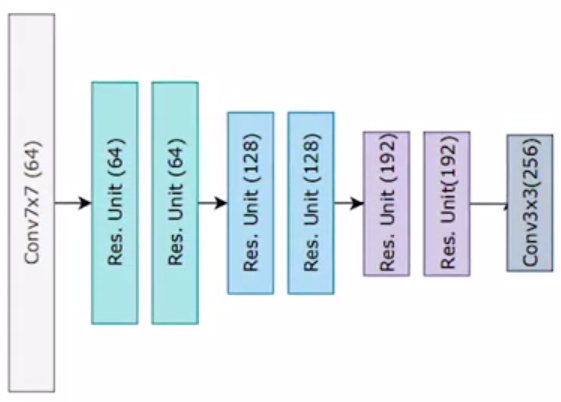 Conv7x7 (64)
Res. Unit (64)
Res. Unit (64)
Res. Unit (128)
Res. Unit (128)
Res. Unit (192)
Res. Unit(192)
Conv3x3(256)